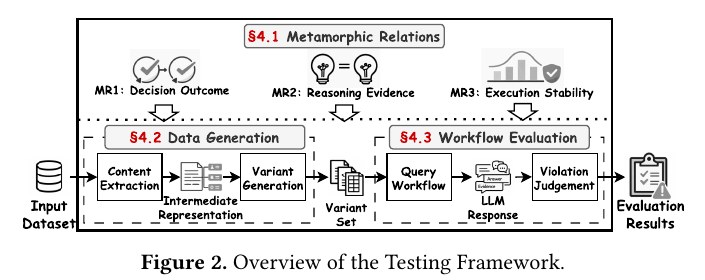 §4.1 Metamorphic Relations
MR1: Decision Outcome
MR2: Reasoning Evidence
MR3: Execution Stability
§4.2 Data Generation
§4.3 Workflow Evaluation
Input
Dataset
Content
Extraction
Intermediate
Representation
Variant
Generation
Variant
Set
Query
Workflow
Answer
Evidence
LLM
Response
Violation
Judgement
Evaluation
Results
Figure 2. Overview of the Testing Framework.